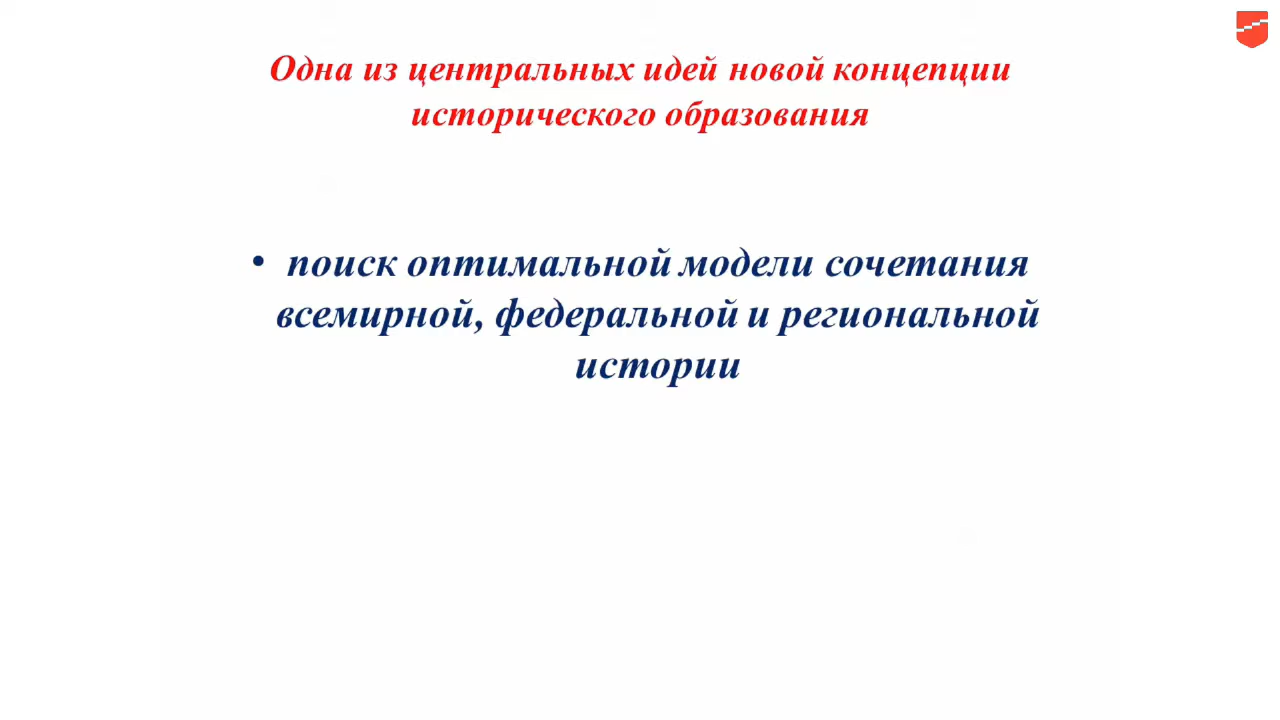 Одна из центральных идей новой концепции
исторического образования
• поиск оптимальной модели сочетания
всемирной, федеральной и региональной
истории